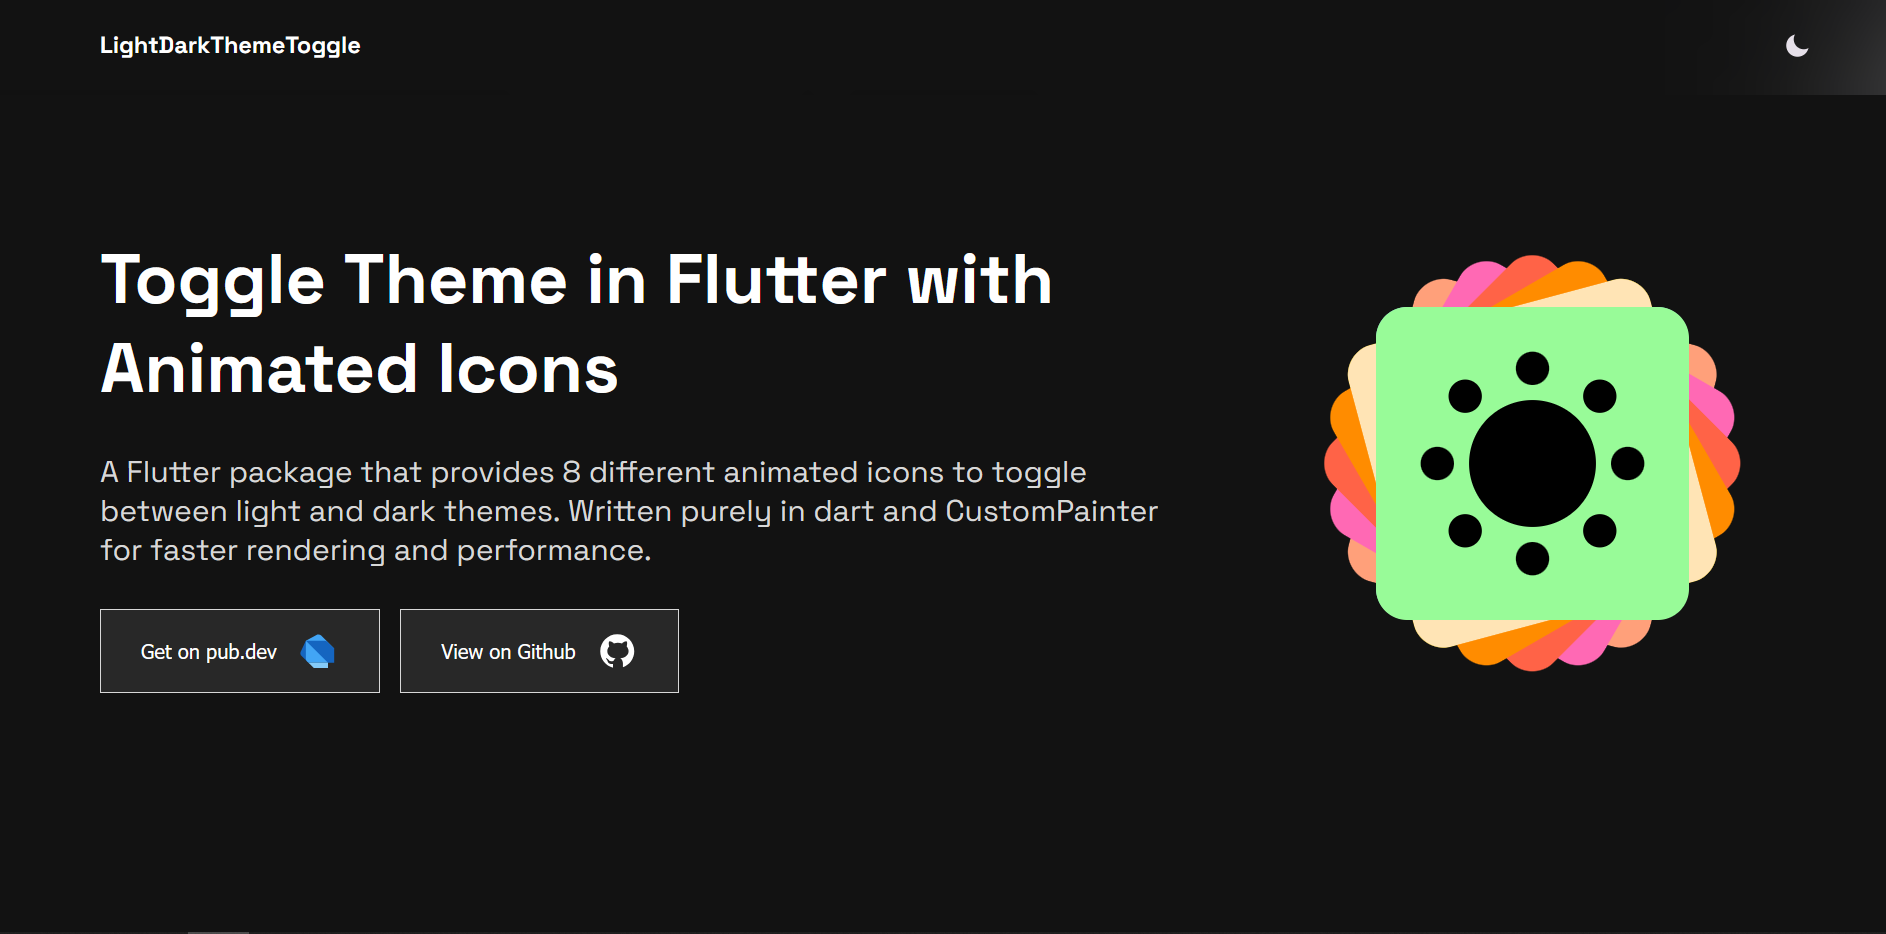 LightDarkThemeToggle
Toggle Theme in Flutter with
Animated Icons
A Flutter package that provides 8 different animated icons to toggle
between light and dark themes. Written purely in dart and CustomPainter
for faster rendering and performance.
Get on pub.dev
View on Github